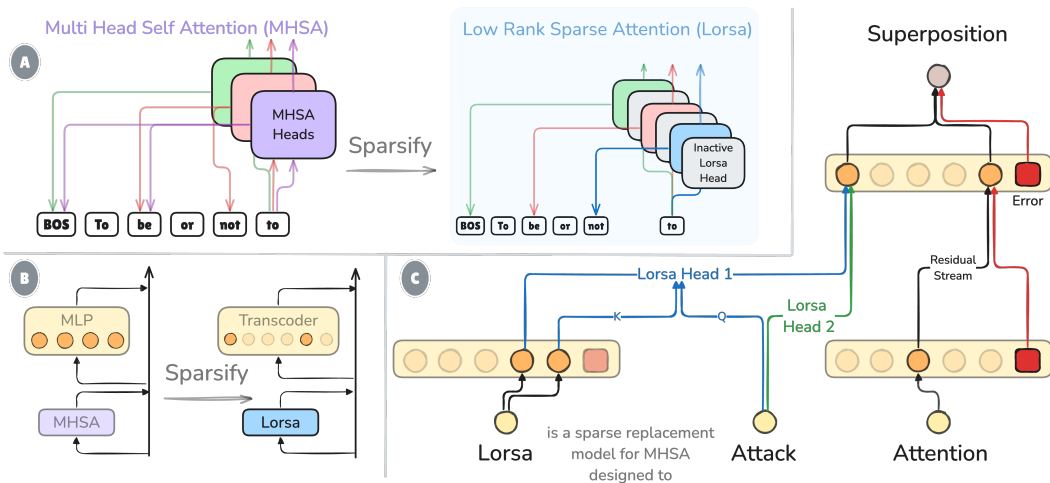 A
Multi Head Self Attention (MHSA)
MHSA
Heads
BOS To be or not to
Sparsify
Low Rank Sparse Attention (Lorsa)
Inactive
Lorsa
Head
BOS To be or not to
B
MLP
MHSA
Sparsify
Transcoder
Lorsa
C
Superposition
Error
Lorsa Head 1
K
Q
Lorsa
Head 2
Residual
Stream
Lorsa
is a sparse replacement
model for MHSA
designed to
Attack
Attention